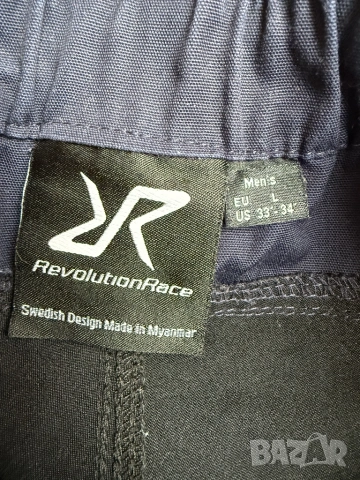 RevolutionRace
Swedish Design Made in Myanmar
Men's
EU L
US 33"-34"
BAZAR